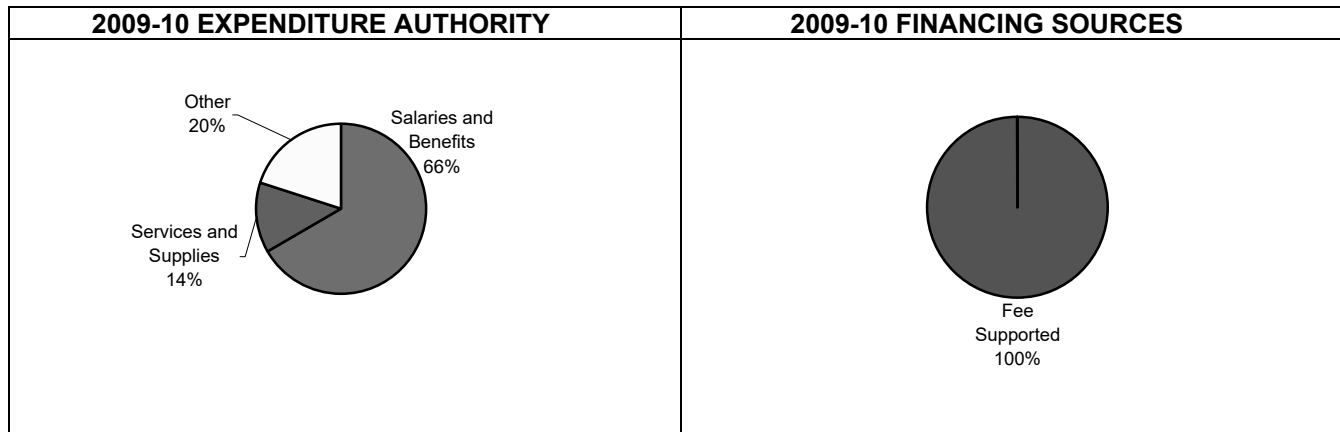 2009-10 EXPENDITURE AUTHORITY
2009-10 FINANCING SOURCES
Other
20%
Salaries and
Benefits
66%
Services and
Supplies
14%
Fee
Supported
100%